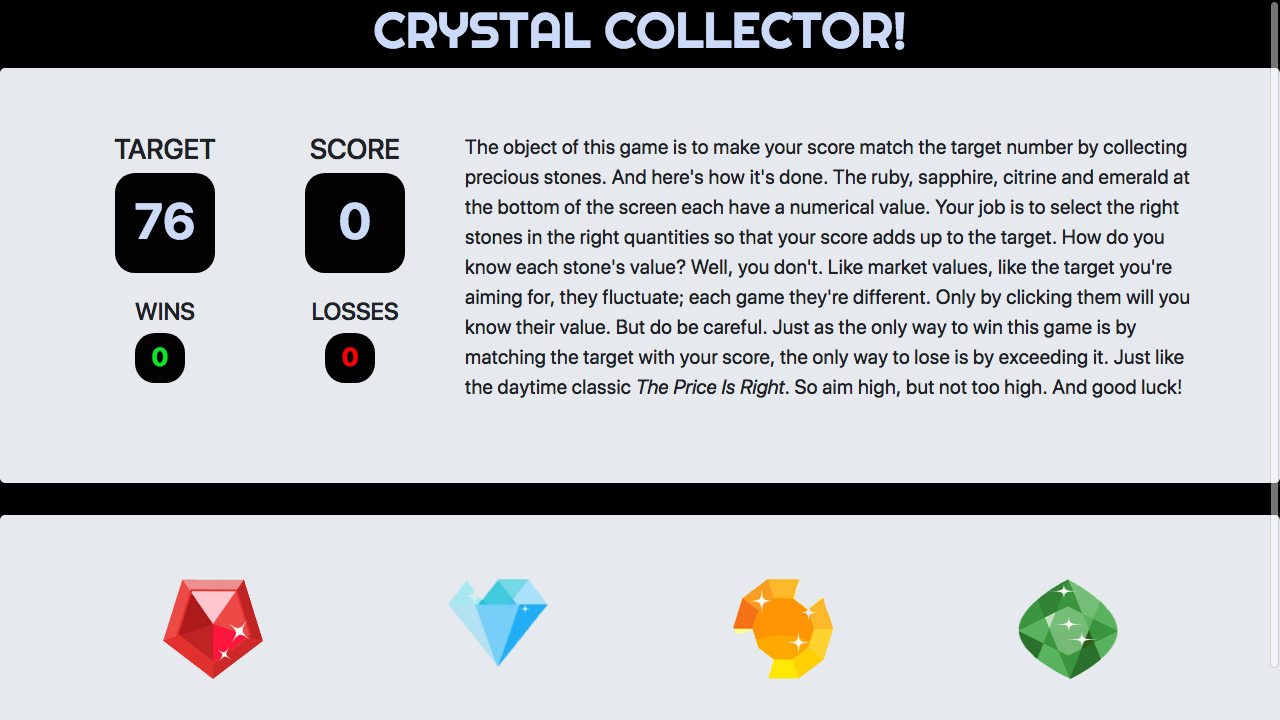 CRYSTAL COLLECTOR!
TARGET
SCORE
76
0
WINS
LOSSES
0
0
The object of this game is to make your score match the target number by collecting
precious stones. And here's how it's done. The ruby, sapphire, citrine and emerald at
the bottom of the screen each have a numerical value. Your job is to select the right
stones in the right quantities so that your score adds up to the target. How do you
know each stone's value? Well, you don't. Like market values, like the target you're
aiming for, they fluctuate; each game they're different. Only by clicking them will you
know their value. But do be careful. Just as the only way to win this game is by
matching the target with your score, the only way to lose is by exceeding it. Just like
the daytime classic The Price Is Right. So aim high, but not too high. And good luck!